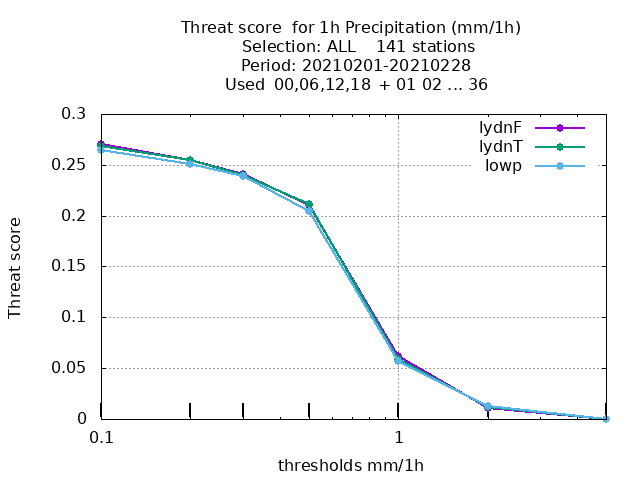 Threat score  for 1h Precipitation (mm/1h)
Selection: ALL    141 stations
Period: 20210201-20210228
Used  00,06,12,18  + 01 02 ... 36
0.3
0.25
0.2
0.15
0.1
0.05
0
Threat score
lydnF
lydnT
lowp
0.1
1
thresholds mm/1h